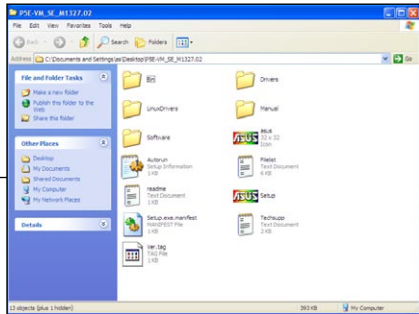 P5E-VM_SE_M1327.02
File Edit View Favorites Tools Help
Back Search Folders
Address C:\Documents and Settings\as\Desktop\P5E-VM_SE_M1327.02 Go
File and Folder Tasks
Make a new folder
Publish this folder to the
Web
Share this folder
Other Places
Desktop
My Documents
Shared Documents
My Computer
My Network Places
Details
Bin
Drivers
LinuxDrivers
Manual
Software
ASUS
Asus
32 x 32
Icon
Autorun
Setup Information
1 KB
Filelist
Text Document
6 KB
readme
Text Document
1 KB
ASUS
Setup
Setup.exe.manifest
MANIFEST File
1 KB
Techsupp
Text Document
2 KB
Ver.tag
TAG File
1 KB
13 objects (plus 1 hidden)
393 KB
My Computer